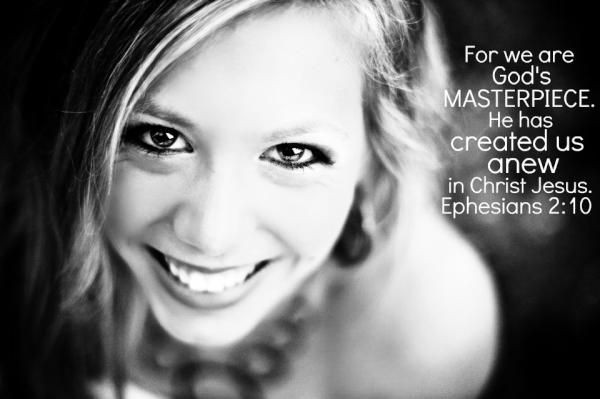 For we are
God's
MASTERPIECE.
He has
created us
anew
in Christ Jesus.
Ephesians 2:10